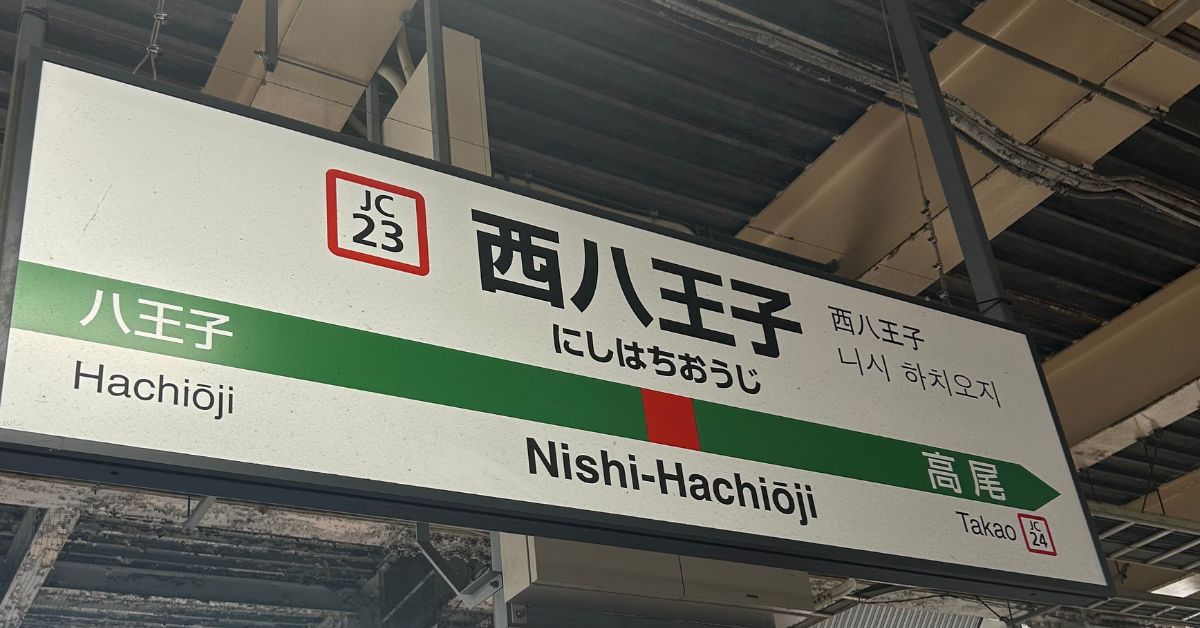 JC
23
西八王子
にしはちおうじ
西八王子
니시 하치오지
八王子
Hachiōji
Nishi-Hachiōji
高尾
Takao
JC
24